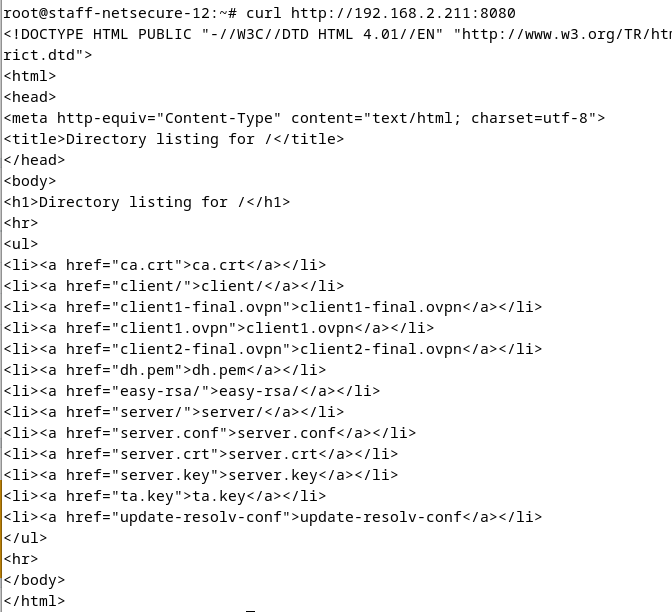 root@staff-netsecure-12:~# curl http://192.168.2.211:8080
<!DOCTYPE HTML PUBLIC "-//W3C//DTD HTML 4.01//EN" "http://www.w3.org/TR/htm
rict.dtd">
<html>
<head>
<meta http-equiv="Content-Type" content="text/html; charset=utf-8">
<title>Directory listing for /</title>
</head>
<body>
<h1>Directory listing for /</h1>
<hr>
<ul>
<li><a href="ca.crt">ca.crt</a></li>
<li><a href="client/">client/</a></li>
<li><a href="client1-final.ovpn">client1-final.ovpn</a></li>
<li><a href="client1.ovpn">client1.ovpn</a></li>
<li><a href="client2-final.ovpn">client2-final.ovpn</a></li>
<li><a href="dh.pem">dh.pem</a></li>
<li><a href="easy-rsa/">easy-rsa/</a></li>
<li><a href="server/">server/</a></li>
<li><a href="server.conf">server.conf</a></li>
<li><a href="server.crt">server.crt</a></li>
<li><a href="server.key">server.key</a></li>
<li><a href="ta.key">ta.key</a></li>
<li><a href="update-resolv-conf">update-resolv-conf</a></li>
</ul>
<hr>
</body>
</html>